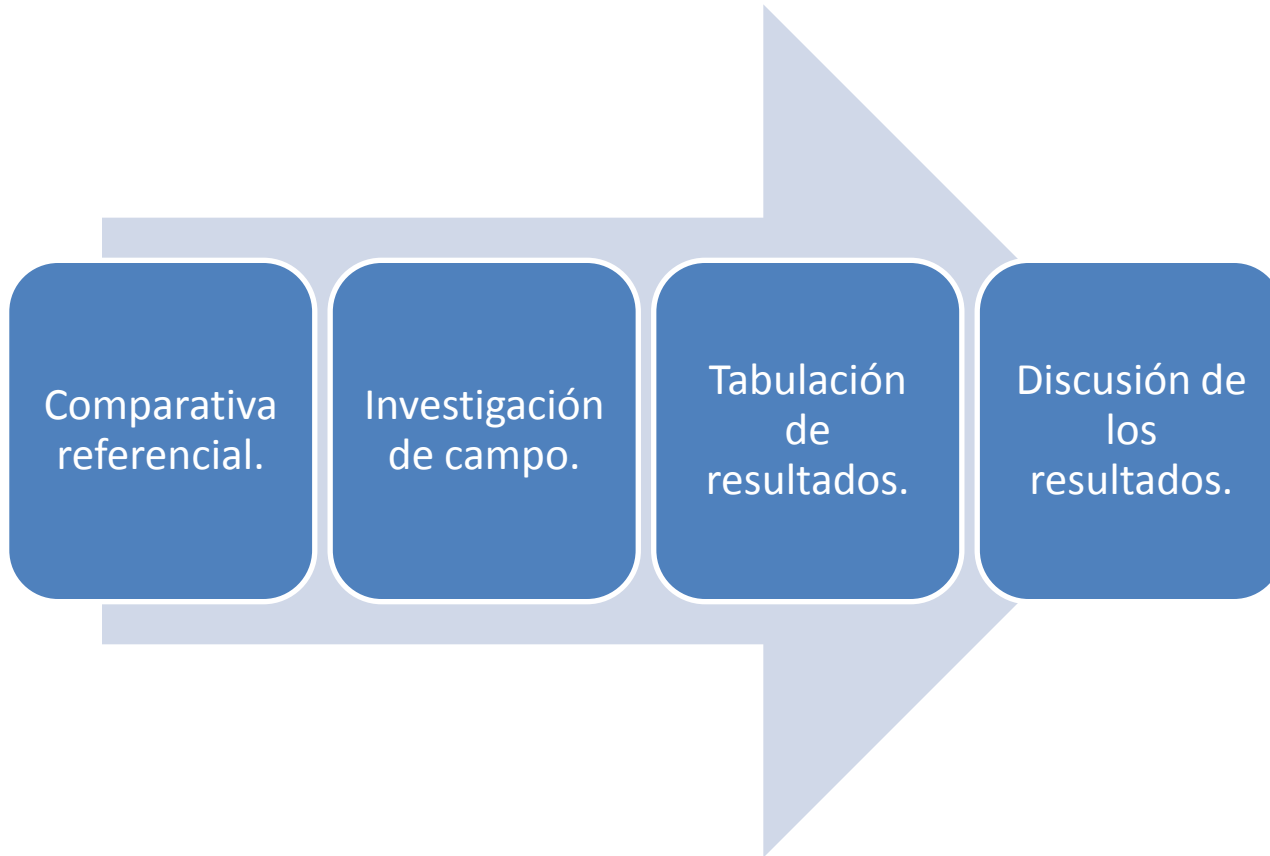 Comparativa
referencial.
Investigación
de campo.
Tabulación
de
resultados.
Discusión de
los
resultados.